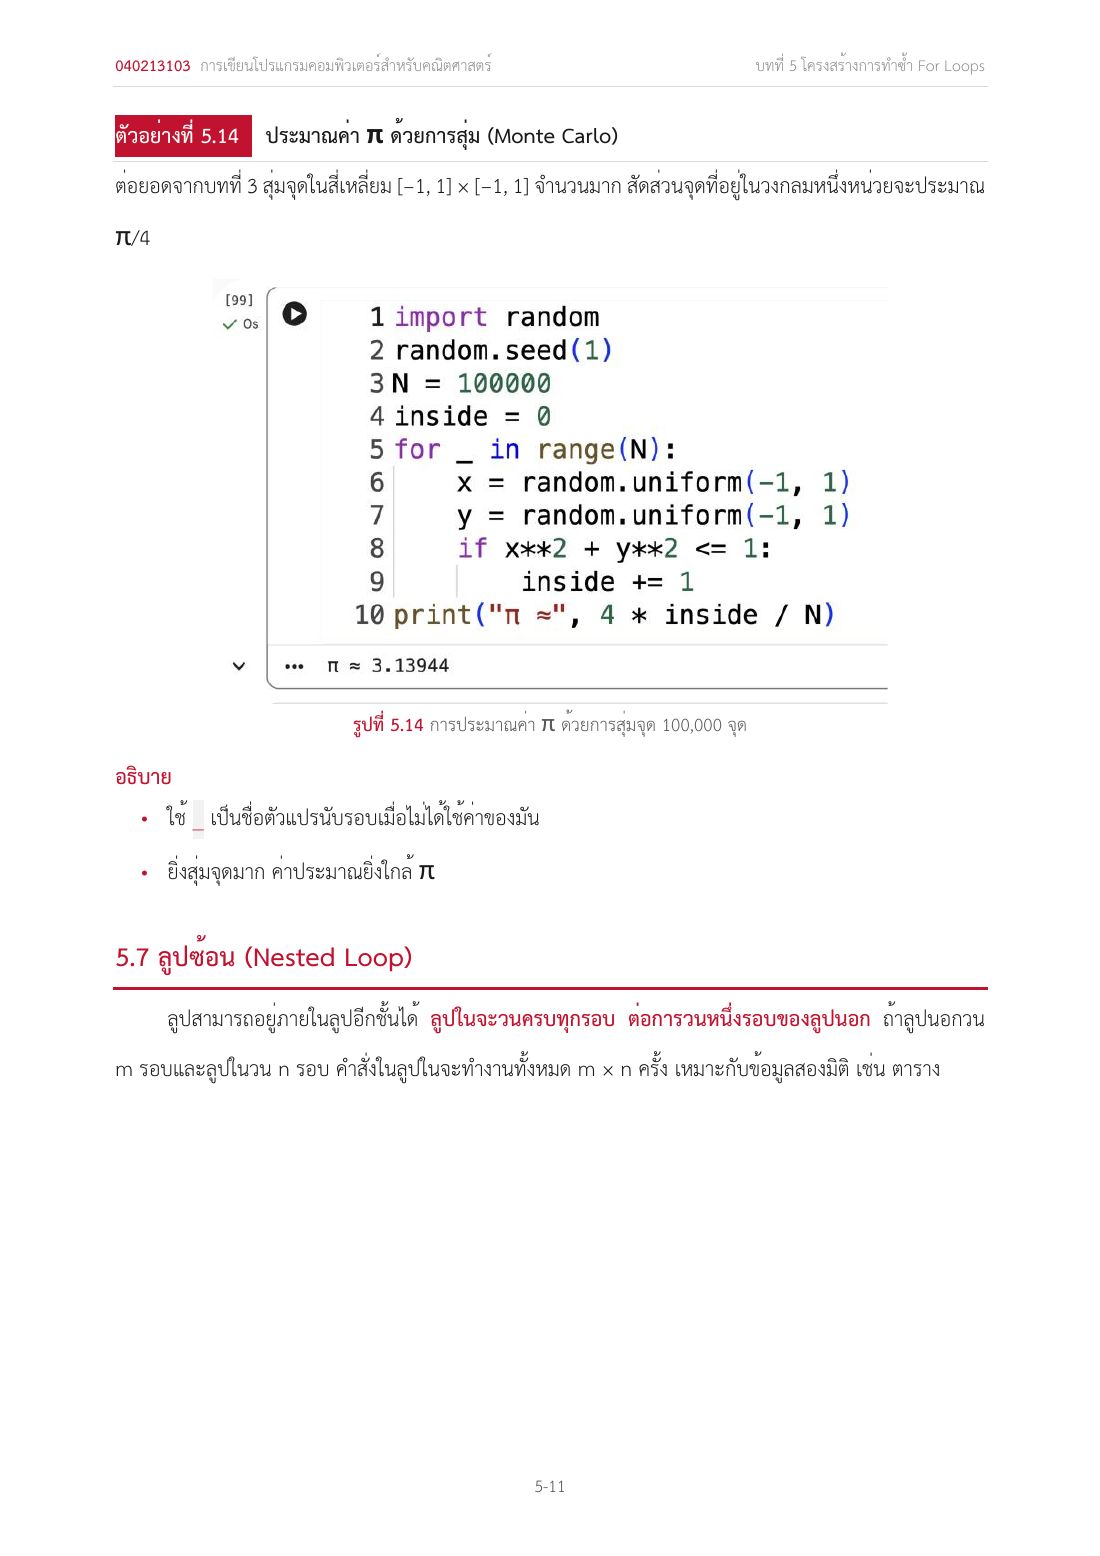 040213103 การเขียนโปรแกรมคอมพิวเตอร์สำหรับคณิตศาสตร์ บทที่ 5 โครงสร้างการทำซ้ำ For Loops
ตัวอย่างที่ 5.14 ประมาณค่า π ด้วยการสุ่ม (Monte Carlo)
ต่อยอดจากบทที่ 3 สุ่มจุดในสี่เหลี่ยม [−1, 1] × [−1, 1] จำนวนมาก สัดส่วนจุดที่อยู่ในวงกลมหนึ่งหน่วยจะประมาณ
π/4
[99]
0s
1 import random
2 random.seed(1)
3 N = 100000
4 inside = 0
5 for _ in range(N):
6     x = random.uniform(-1, 1)
7     y = random.uniform(-1, 1)
8     if x**2 + y**2 <= 1:
9         inside += 1
10 print("π ≈", 4 * inside / N)
••• π ≈ 3.13944
รูปที่ 5.14 การประมาณค่า π ด้วยการสุ่มจุด 100,000 จุด
อธิบาย
• ใช้ _ เป็นชื่อตัวแปรนับรอบเมื่อไม่ได้ใช้ค่าของมัน
• ยิ่งสุ่มจุดมาก ค่าประมาณยิ่งใกล้ π
5.7 ลูปซ้อน (Nested Loop)
ลูปสามารถอยู่ภายในลูปอีกชั้นได้ ลูปในจะวนครบทุกรอบ ต่อการวนหนึ่งรอบของลูปนอก ถ้าลูปนอกวน
m รอบและลูปในวน n รอบ คำสั่งในลูปในจะทำงานทั้งหมด m × n ครั้ง เหมาะกับข้อมูลสองมิติ เช่น ตาราง
5-11